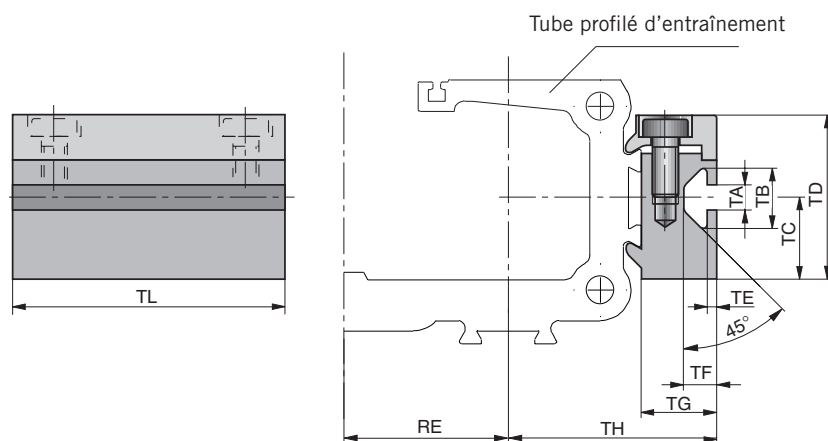 Tube profilé d’entraînement
TA
TB
TC
TD
TL
TE
45°
TF
TG
RE
TH